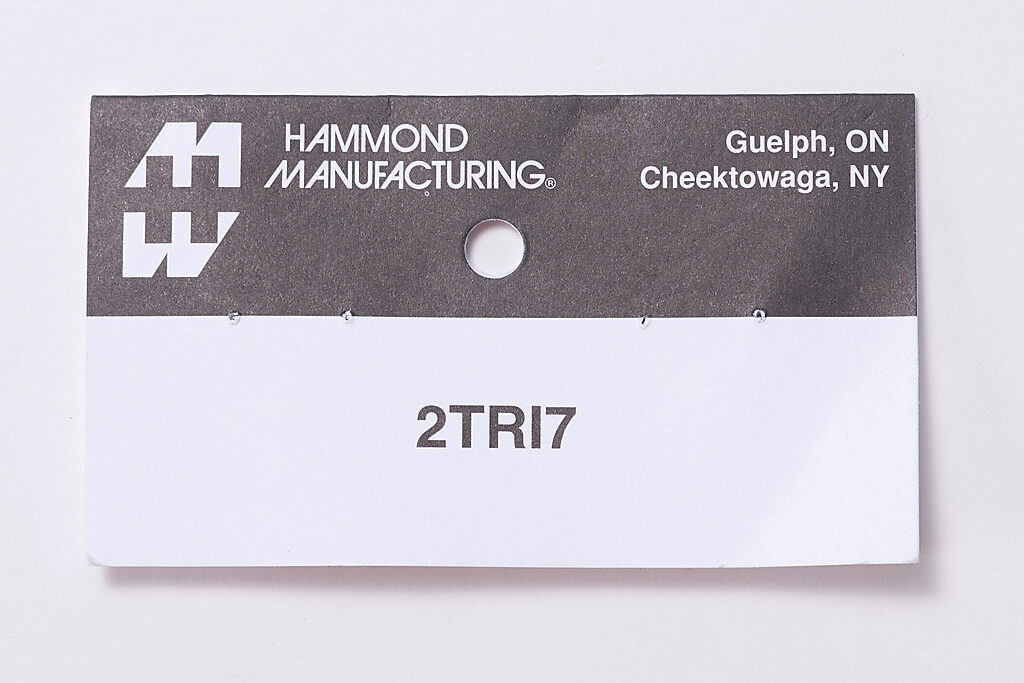 HAMMOND
MANUFACTURING®
Guelph, ON
Cheektowaga, NY
2TRI7